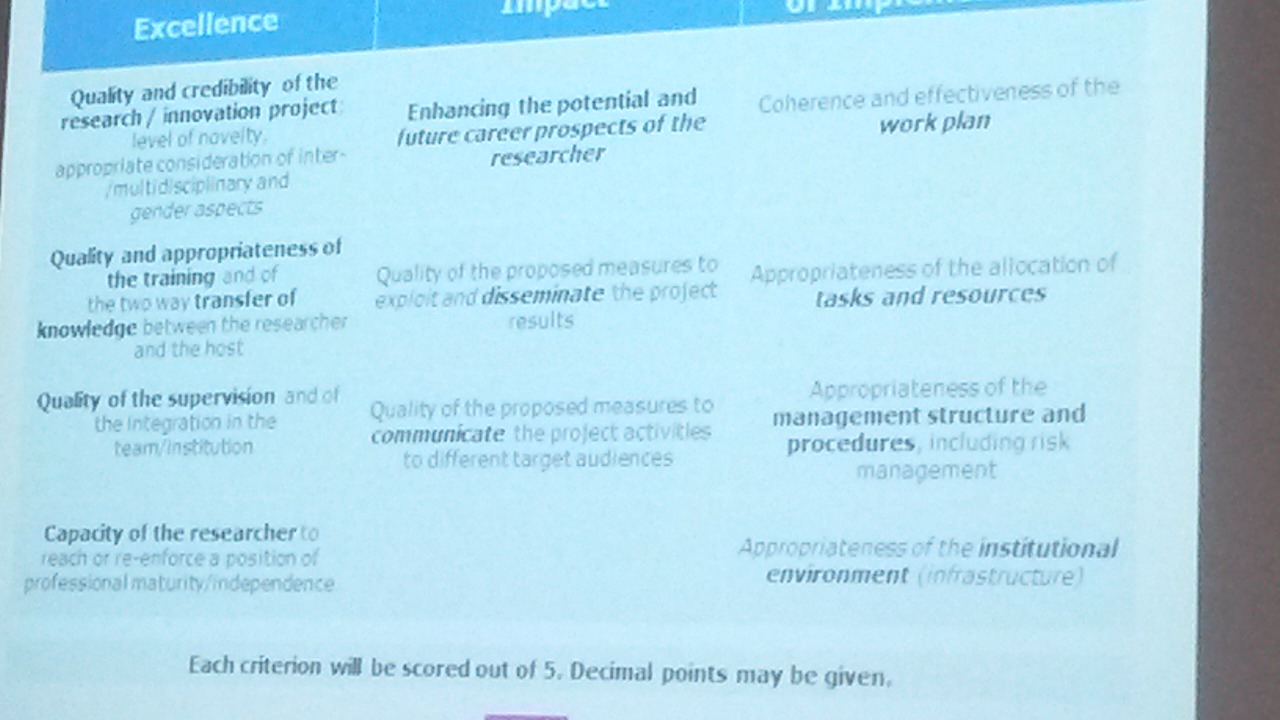 Excellence
Impact
Quality and credibility of the
research / innovation project:
level of novelty,
appropriate consideration of inter-
/multidisciplinary and
gender aspects
Enhancing the potential and
future career prospects of the
researcher
Coherence and effectiveness of the
work plan
Quality and appropriateness of
the training and of
the two way transfer of
knowledge between the researcher
and the host
Quality of the proposed measures to
exploit and disseminate the project
results
Appropriateness of the allocation of
tasks and resources
Quality of the supervision and of
the integration in the
team/institution
Quality of the proposed measures to
communicate the project activities
to different target audiences
Appropriateness of the
management structure and
procedures, including risk
management
Capacity of the researcher to
reach or re-enforce a position of
professional maturity/independence
Appropriateness of the institutional
environment (infrastructure)
Each criterion will be scored out of 5. Decimal points may be given.